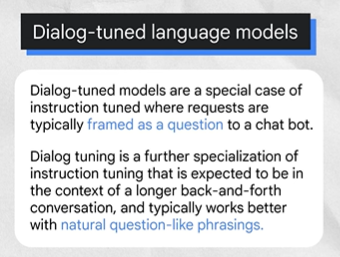 Dialog-tuned language models
Dialog-tuned models are a special case of
instruction tuned where requests are
typically framed as a question to a chat bot.
Dialog tuning is a further specialization of
instruction tuning that is expected to be in
the context of a longer back-and-forth
conversation, and typically works better
with natural question-like phrasings.